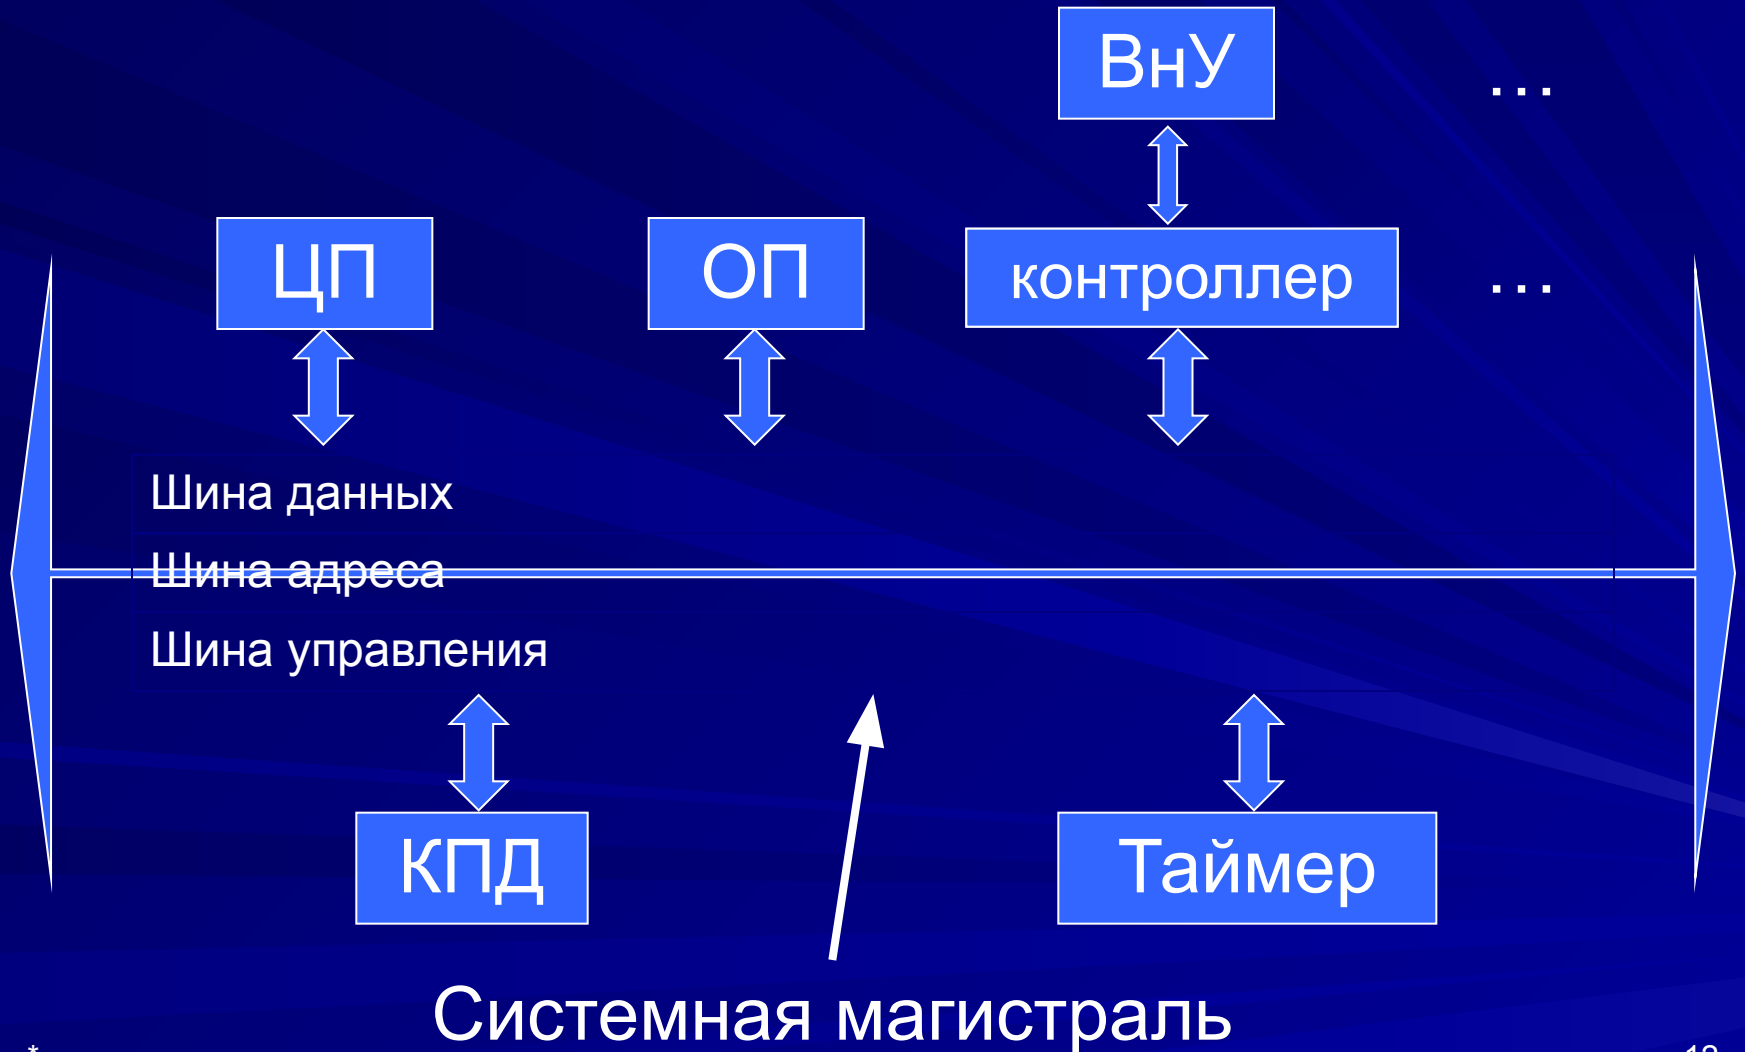 ВнУ
…
ЦП
ОП
контроллер
…
Шина данных
Шина адреса
Шина управления
КПД
Таймер
Системная магистраль
*